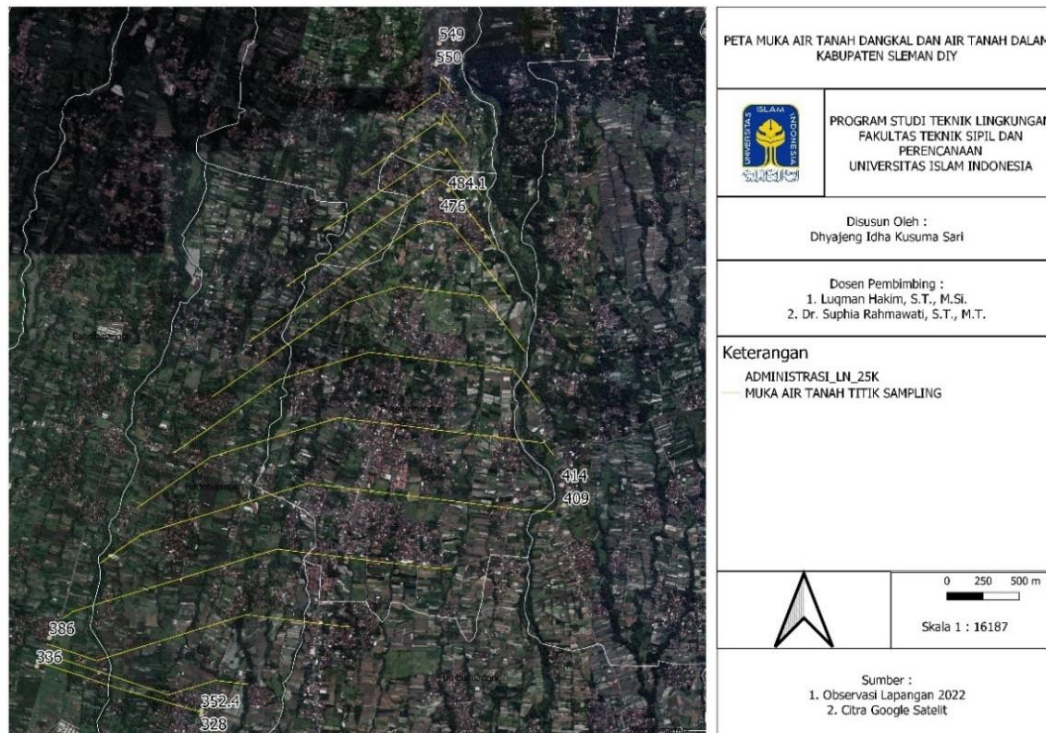 549
550
484.1
476
414
409
386
336
352.4
328
PETA MUKA AIR TANAH DANGKAL DAN AIR TANAH DALAM
KABUPATEN SLEMAN DIY
UNIVERSITAS ISLAM INDONESIA
PROGRAM STUDI TEKNIK LINGKUNGAN
FAKULTAS TEKNIK SIPIL DAN
PERENCANAAN
UNIVERSITAS ISLAM INDONESIA
Disusun Oleh :
Dhyajeng Idha Kusuma Sari
Dosen Pembimbing :
1. Luqman Hakim, S.T., M.Si.
2. Dr. Suphia Rahmawati, S.T., M.T.
Keterangan
ADMINISTRASI_LN_25K
MUKA AIR TANAH TITIK SAMPLING
0 250 500 m
Skala 1 : 16187
Sumber :
1. Observasi Lapangan 2022
2. Citra Google Satelit